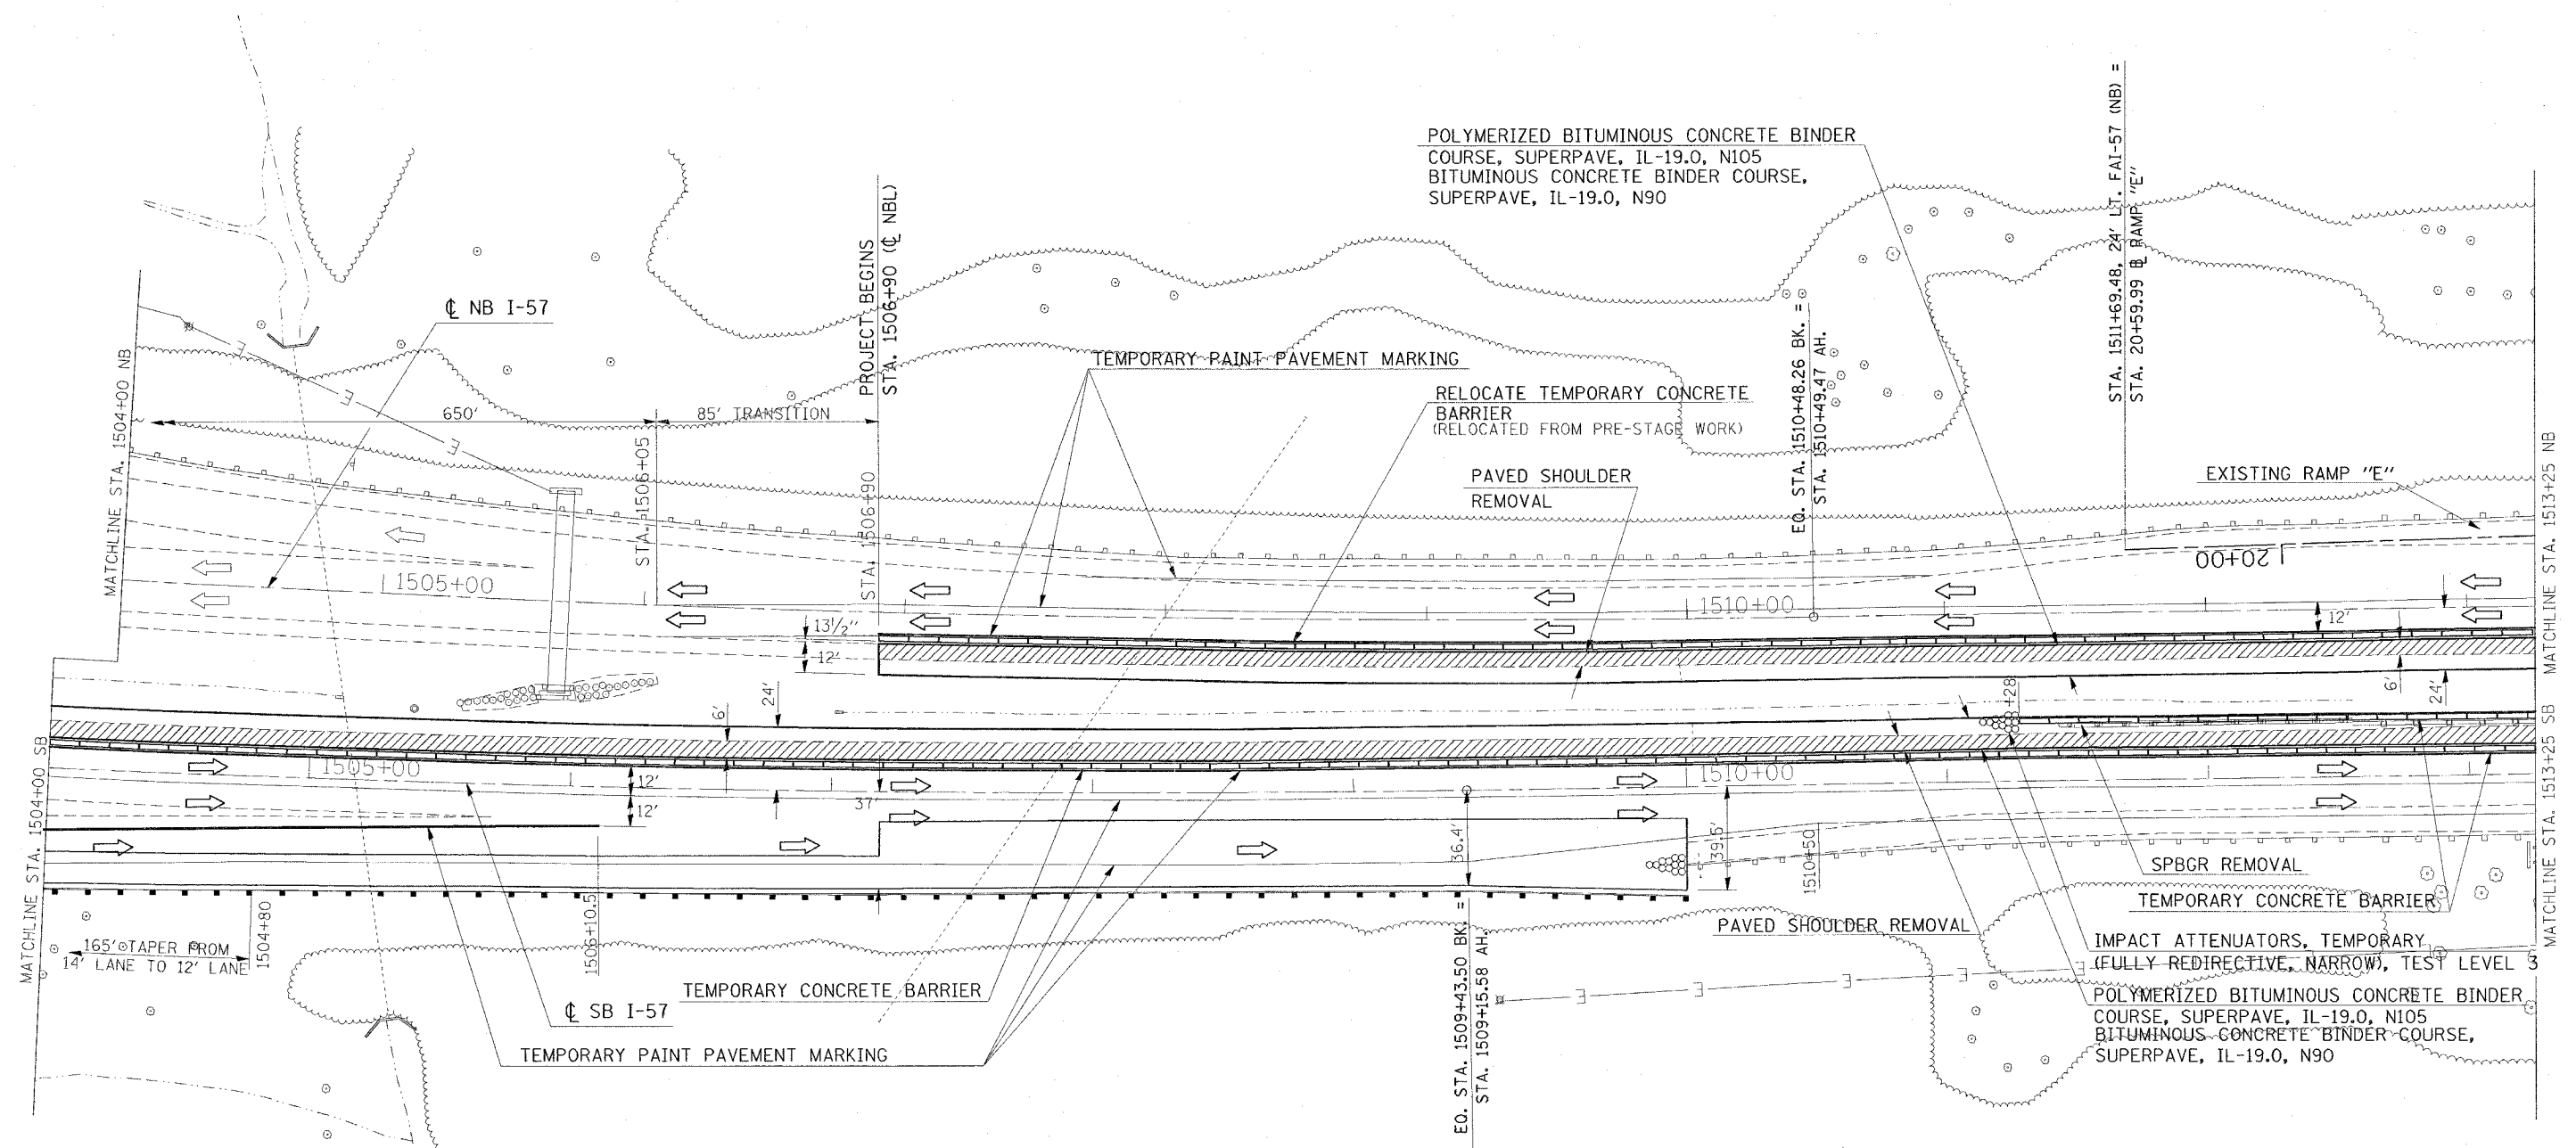 POLYMERIZED BITUMINOUS CONCRETE BINDER
COURSE, SUPERPAVE, IL-19.0, N105
BITUMINOUS CONCRETE BINDER COURSE,
SUPERPAVE, IL-19.0, N90
STA. 1511+69.48, 24' LT. FAI-57 (NB) =
STA. 20+59.99 ⅊ RAMP "E"
PROJECT BEGINS
STA. 1506+90 (℄ NBL)
℄ NB I-57
MATCHLINE STA. 1504+00 NB
TEMPORARY PAINT PAVEMENT MARKING
RELOCATE TEMPORARY CONCRETE
BARRIER
(RELOCATED FROM PRE-STAGE WORK)
EQ. STA. 1510+48.26 BK. =
STA. 1510+49.47 AH.
650'
85' TRANSITION
STA. 1506+05
STA. 1506+90
PAVED SHOULDER
REMOVAL
EXISTING RAMP "E"
MATCHLINE STA. 1513+25 NB
20+00
1505+00
1510+00
13½"
12'
12'
6'
24'
24'
6'
+28
MATCHLINE STA. 1504+00 SB
MATCHLINE STA. 1513+25 SB
1505+00
12'
12'
37'
1510+00
36.4'
39.5'
1510+50
SPBGR REMOVAL
TEMPORARY CONCRETE BARRIER
PAVED SHOULDER REMOVAL
IMPACT ATTENUATORS, TEMPORARY
(FULLY REDIRECTIVE, NARROW), TEST LEVEL 3
POLYMERIZED BITUMINOUS CONCRETE BINDER
COURSE, SUPERPAVE, IL-19.0, N105
BITUMINOUS CONCRETE BINDER COURSE,
SUPERPAVE, IL-19.0, N90
165' TAPER FROM
14' LANE TO 12' LANE
1504+80
1506+10.5
TEMPORARY CONCRETE BARRIER
℄ SB I-57
TEMPORARY PAINT PAVEMENT MARKING
EQ. STA. 1509+43.50 BK. =
STA. 1509+15.58 AH.